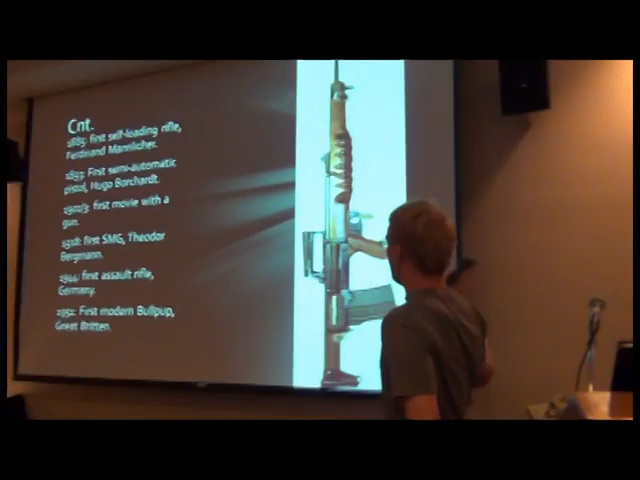 Cnt.
1885: first self-loading rifle,
Ferdinand Mannlicher.
1893: First semi-automatic
pistol, Hugo Borchardt.
first movie with a
gun.
1918: first SMG, Theodor
Bergmann.
1944: first assault rifle,
Germany.
1951: First modern Bullpup,
Great Britten.